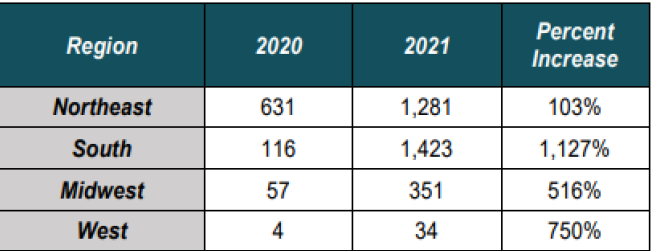 Region 2020 2021 Percent Increase
Northeast 631 1,281 103%
South 116 1,423 1,127%
Midwest 57 351 516%
West 4 34 750%